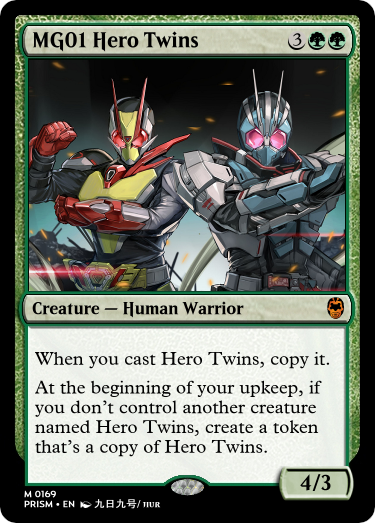 MG01 Hero Twins 3
Creature — Human Warrior
When you cast Hero Twins, copy it.
At the beginning of your upkeep, if
you don't control another creature
named Hero Twins, create a token
that's a copy of Hero Twins.
4/3
M 0169
PRISM • EN 九日九号/ JIUR